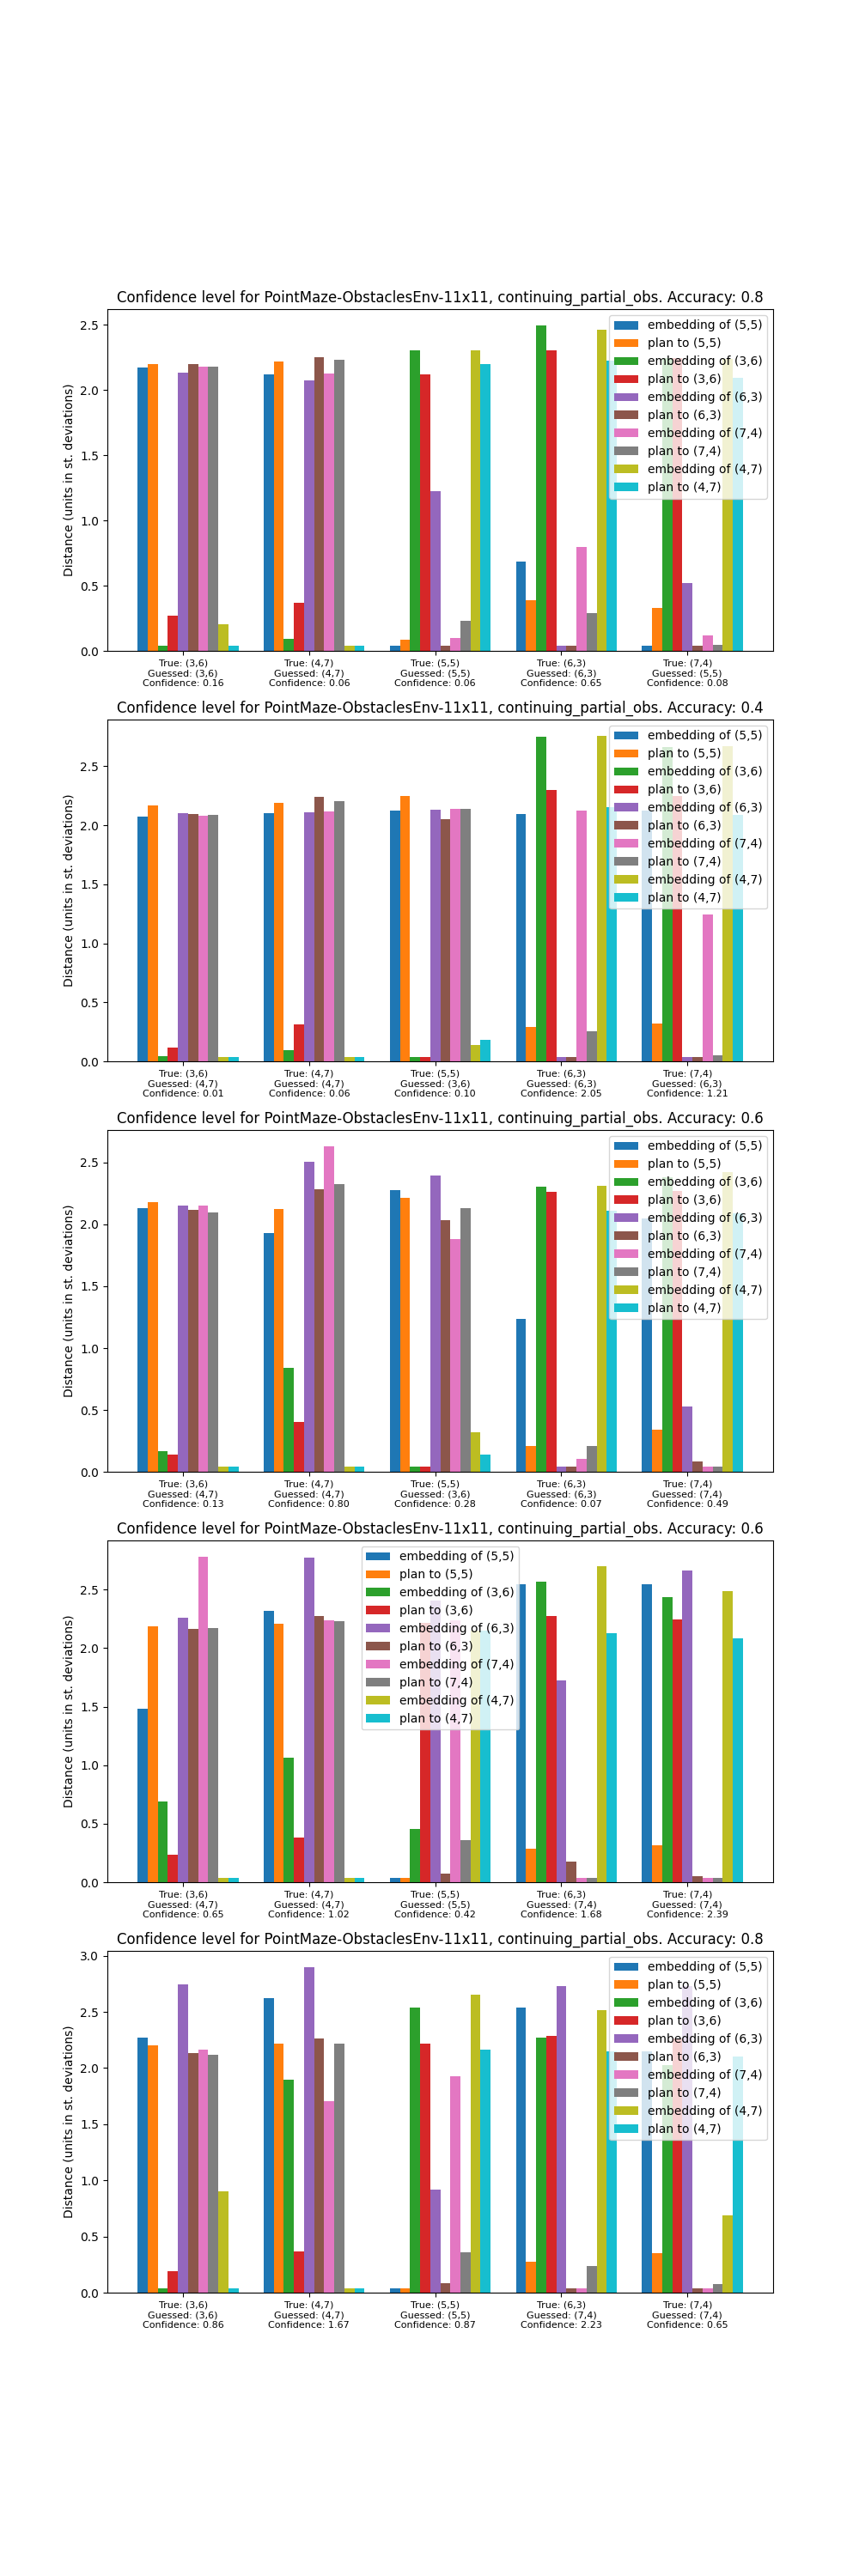 Confidence level for PointMaze-ObstaclesEnv-11x11, continuing_partial_obs. Accuracy: 0.8
Distance (units in st. deviations)
2.5
2.0
1.5
1.0
0.5
0.0
embedding of (5,5)
plan to (5,5)
embedding of (3,6)
plan to (3,6)
embedding of (6,3)
plan to (6,3)
embedding of (7,4)
plan to (7,4)
embedding of (4,7)
plan to (4,7)
True: (3,6)
Guessed: (3,6)
Confidence: 0.16
True: (4,7)
Guessed: (4,7)
Confidence: 0.06
True: (5,5)
Guessed: (5,5)
Confidence: 0.06
True: (6,3)
Guessed: (6,3)
Confidence: 0.65
True: (7,4)
Guessed: (5,5)
Confidence: 0.08
Confidence level for PointMaze-ObstaclesEnv-11x11, continuing_partial_obs. Accuracy: 0.4
Distance (units in st. deviations)
2.5
2.0
1.5
1.0
0.5
0.0
embedding of (5,5)
plan to (5,5)
embedding of (3,6)
plan to (3,6)
embedding of (6,3)
plan to (6,3)
embedding of (7,4)
plan to (7,4)
embedding of (4,7)
plan to (4,7)
True: (3,6)
Guessed: (4,7)
Confidence: 0.01
True: (4,7)
Guessed: (4,7)
Confidence: 0.06
True: (5,5)
Guessed: (3,6)
Confidence: 0.10
True: (6,3)
Guessed: (6,3)
Confidence: 2.05
True: (7,4)
Guessed: (6,3)
Confidence: 1.21
Confidence level for PointMaze-ObstaclesEnv-11x11, continuing_partial_obs. Accuracy: 0.6
Distance (units in st. deviations)
2.5
2.0
1.5
1.0
0.5
0.0
embedding of (5,5)
plan to (5,5)
embedding of (3,6)
plan to (3,6)
embedding of (6,3)
plan to (6,3)
embedding of (7,4)
plan to (7,4)
embedding of (4,7)
plan to (4,7)
True: (3,6)
Guessed: (4,7)
Confidence: 0.13
True: (4,7)
Guessed: (4,7)
Confidence: 0.80
True: (5,5)
Guessed: (3,6)
Confidence: 0.28
True: (6,3)
Guessed: (6,3)
Confidence: 0.07
True: (7,4)
Guessed: (7,4)
Confidence: 0.49
Confidence level for PointMaze-ObstaclesEnv-11x11, continuing_partial_obs. Accuracy: 0.6
Distance (units in st. deviations)
2.5
2.0
1.5
1.0
0.5
0.0
embedding of (5,5)
plan to (5,5)
embedding of (3,6)
plan to (3,6)
embedding of (6,3)
plan to (6,3)
embedding of (7,4)
plan to (7,4)
embedding of (4,7)
plan to (4,7)
True: (3,6)
Guessed: (4,7)
Confidence: 0.65
True: (4,7)
Guessed: (4,7)
Confidence: 1.02
True: (5,5)
Guessed: (5,5)
Confidence: 0.42
True: (6,3)
Guessed: (7,4)
Confidence: 1.68
True: (7,4)
Guessed: (7,4)
Confidence: 2.39
Confidence level for PointMaze-ObstaclesEnv-11x11, continuing_partial_obs. Accuracy: 0.8
Distance (units in st. deviations)
3.0
2.5
2.0
1.5
1.0
0.5
0.0
embedding of (5,5)
plan to (5,5)
embedding of (3,6)
plan to (3,6)
embedding of (6,3)
plan to (6,3)
embedding of (7,4)
plan to (7,4)
embedding of (4,7)
plan to (4,7)
True: (3,6)
Guessed: (3,6)
Confidence: 0.86
True: (4,7)
Guessed: (4,7)
Confidence: 1.67
True: (5,5)
Guessed: (5,5)
Confidence: 0.87
True: (6,3)
Guessed: (7,4)
Confidence: 2.23
True: (7,4)
Guessed: (7,4)
Confidence: 0.65